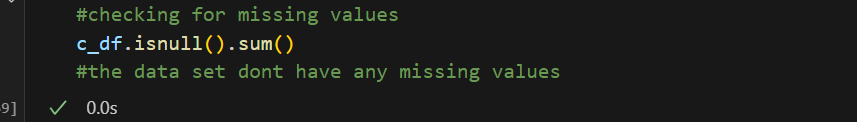 #checking for missing values
c_df.isnull().sum()
#the data set dont have any missing values
9] ✓ 0.0s